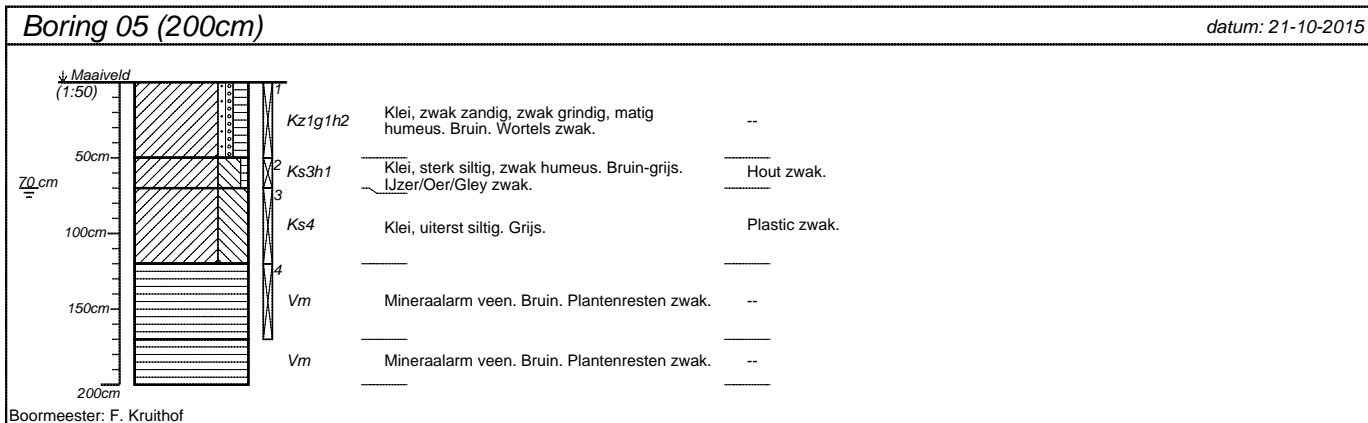 Boring 05 (200cm)
datum: 21-10-2015
Maaiveld
(1:50)
1
Kz1g1h2
Klei, zwak zandig, zwak grindig, matig
humeus. Bruin. Wortels zwak.
--
50cm
2
Ks3h1
Klei, sterk siltig, zwak humeus. Bruin-grijs.
IJzer/Oer/Gley zwak.
Hout zwak.
70 cm
3
Ks4
Klei, uiterst siltig. Grijs.
Plastic zwak.
100cm
4
Vm
Mineraalarm veen. Bruin. Plantenresten zwak.
--
150cm
Vm
Mineraalarm veen. Bruin. Plantenresten zwak.
--
200cm
Boormeester: F. Kruithof